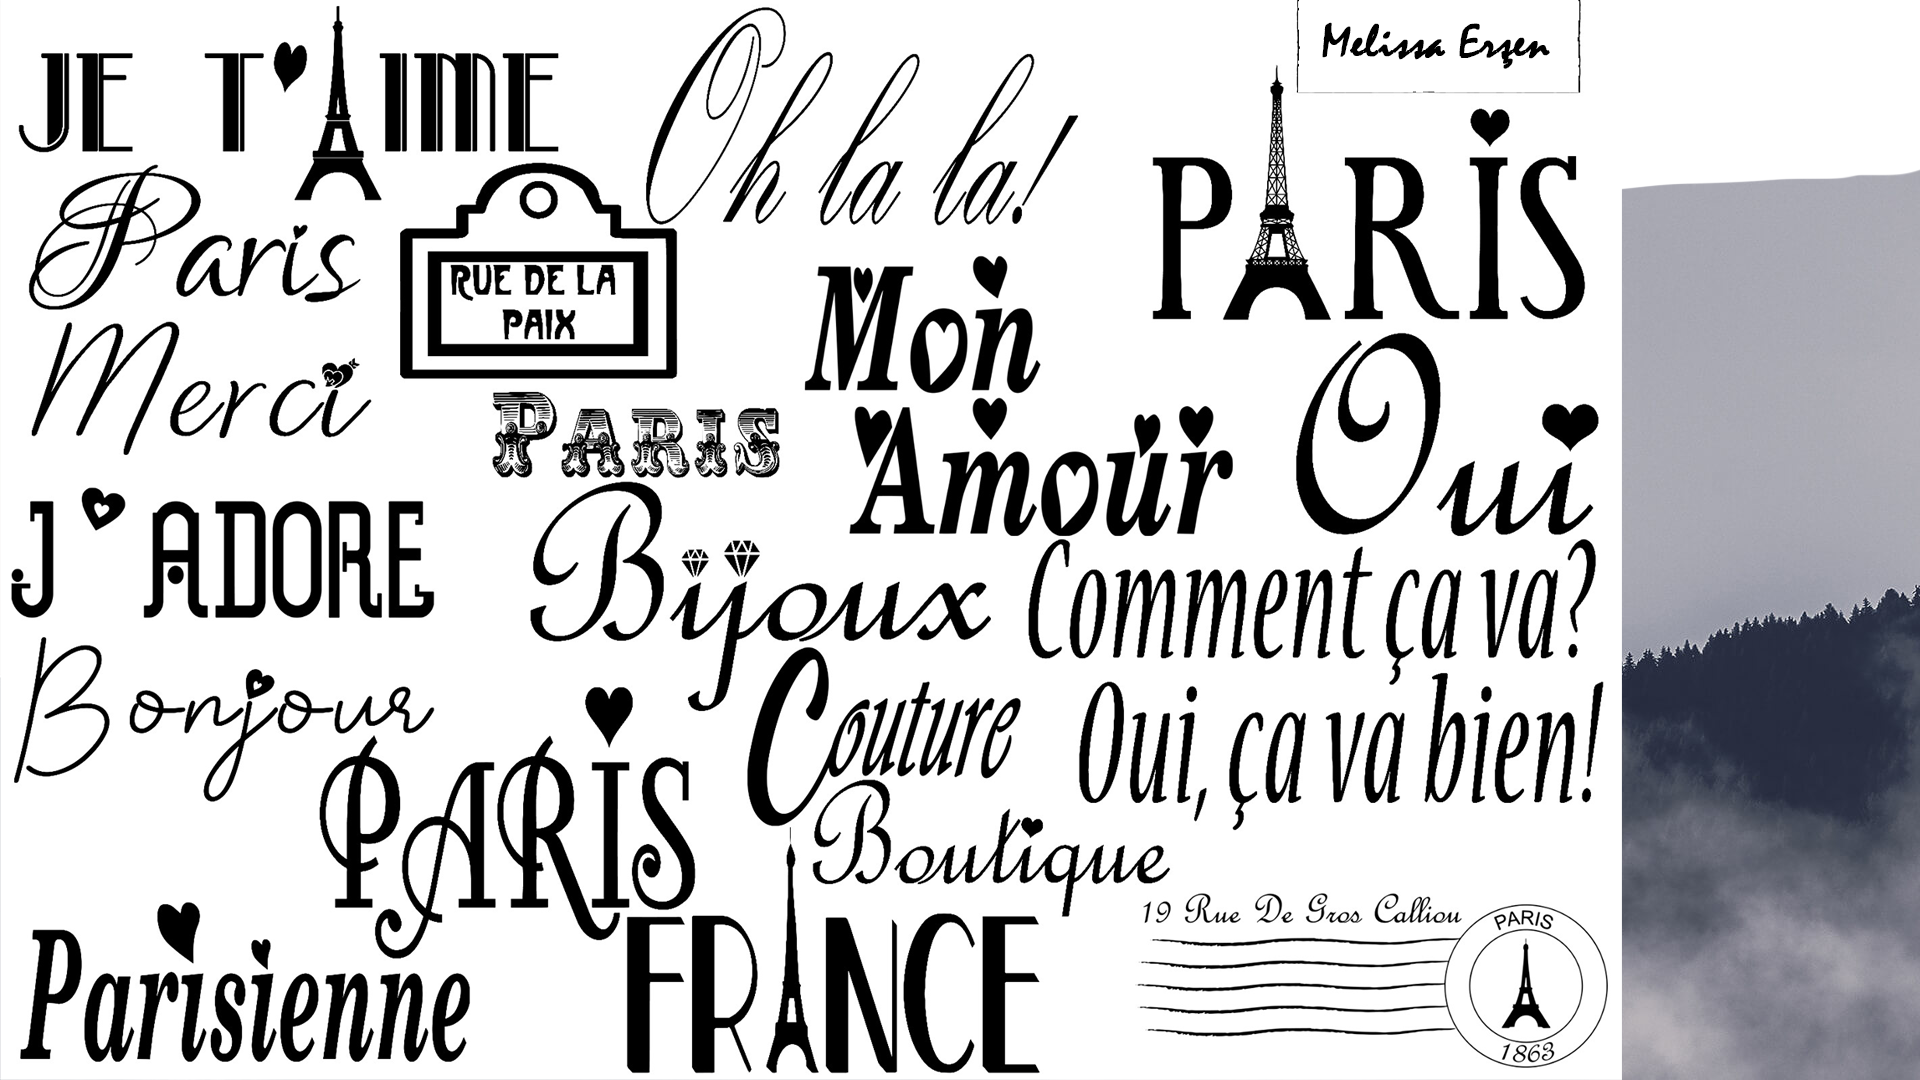 JE T'AIME
Oh la la!
Melissa Erşen
PARIS
Paris
RUE DE LA
PAIX
Mon
Amour
Merci
PARIS
Oui
J'ADORE
Bijoux
Comment ça va?
Bonjour
Couture
Oui, ça va bien!
PARIS
Boutique
Parisienne
FRANCE
19 Rue De Gros Calliou
PARIS
1863